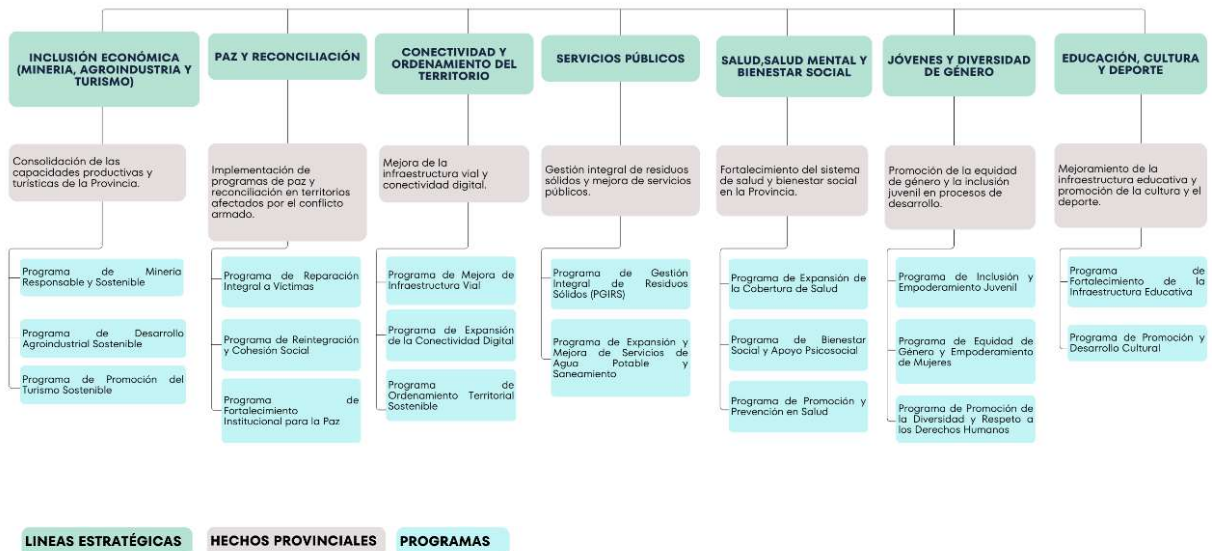 INCLUSIÓN ECONÓMICA
(MINERIA, AGROINDUSTRIA Y
TURISMO)
PAZ Y RECONCILIACIÓN
CONECTIVIDAD Y
ORDENAMIENTO DEL
TERRITORIO
SERVICIOS PÚBLICOS
SALUD,SALUD MENTAL Y
BIENESTAR SOCIAL
JÓVENES Y DIVERSIDAD
DE GÉNERO
EDUCACIÓN, CULTURA
Y DEPORTE
Consolidación de las
capacidades productivas y
turísticas de la Provincia.
Implementación de
programas de paz y
reconciliación en territorios
afectados por el conflicto
armado.
Mejora de la
infraestructura vial y
conectividad digital.
Gestión integral de residuos
sólidos y mejora de servicios
públicos.
Fortalecimiento del sistema
de salud y bienestar social
en la Provincia.
Promoción de la equidad
de género y la inclusión
juvenil en procesos de
desarrollo.
Mejoramiento de la
infraestructura educativa y
promoción de la cultura y el
deporte.
Programa de Minería
Responsable y Sostenible
Programa de Desarrollo
Agroindustrial Sostenible
Programa de Promoción del
Turismo Sostenible
Programa de Reparación
Integral a Víctimas
Programa de Reintegración
y Cohesión Social
Programa de
Fortalecimiento
Institucional para la Paz
Programa de Mejora de
Infraestructura Vial
Programa de Expansión
de la Conectividad Digital
Programa de
Ordenamiento Territorial
Sostenible
Programa de Gestión
Integral de Residuos
Sólidos (PGIRS)
Programa de Expansión y
Mejora de Servicios de
Agua Potable y
Saneamiento
Programa de Expansión de
la Cobertura de Salud
Programa de Bienestar
Social y Apoyo Psicosocial
Programa de Promoción y
Prevención en Salud
Programa de Inclusión y
Empoderamiento Juvenil
Programa de Equidad de
Género y Empoderamiento
de Mujeres
Programa de Promoción de
la Diversidad y Respeto a
los Derechos Humanos
Programa de
Fortalecimiento de la
Infraestructura Educativa
Programa de Promoción y
Desarrollo Cultural
LINEAS ESTRATÉGICAS
HECHOS PROVINCIALES
PROGRAMAS